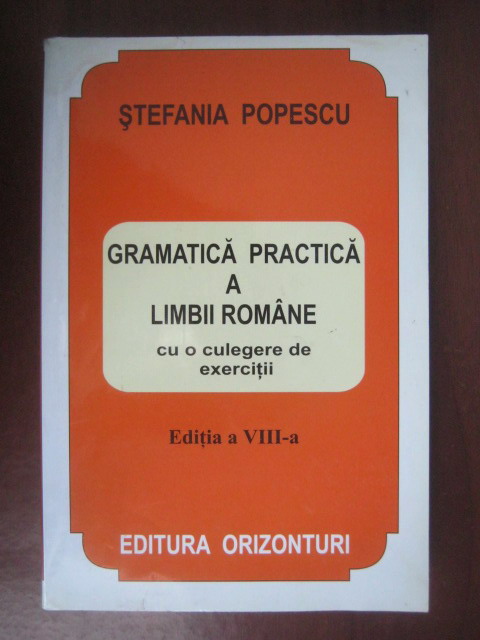 ŞTEFANIA POPESCU
GRAMATICĂ PRACTICĂ
A
LIMBII ROMÂNE
cu o culegere de
exerciţii
Ediţia a VIII-a
EDITURA ORIZONTURI